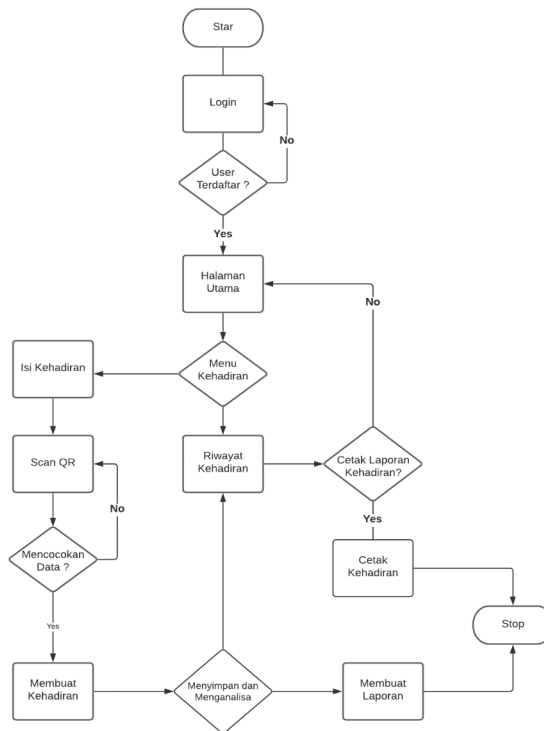 Star
Login
No
User
Terdaftar ?
Yes
Halaman
Utama
No
Menu
Kehadiran
Isi Kehadiran
Scan QR
Riwayat
Kehadiran
Cetak Laporan
Kehadiran?
No
Yes
Mencocokan
Data ?
Cetak
Kehadiran
Yes
Stop
Membuat
Kehadiran
Menyimpan dan
Menganalisa
Membuat
Laporan